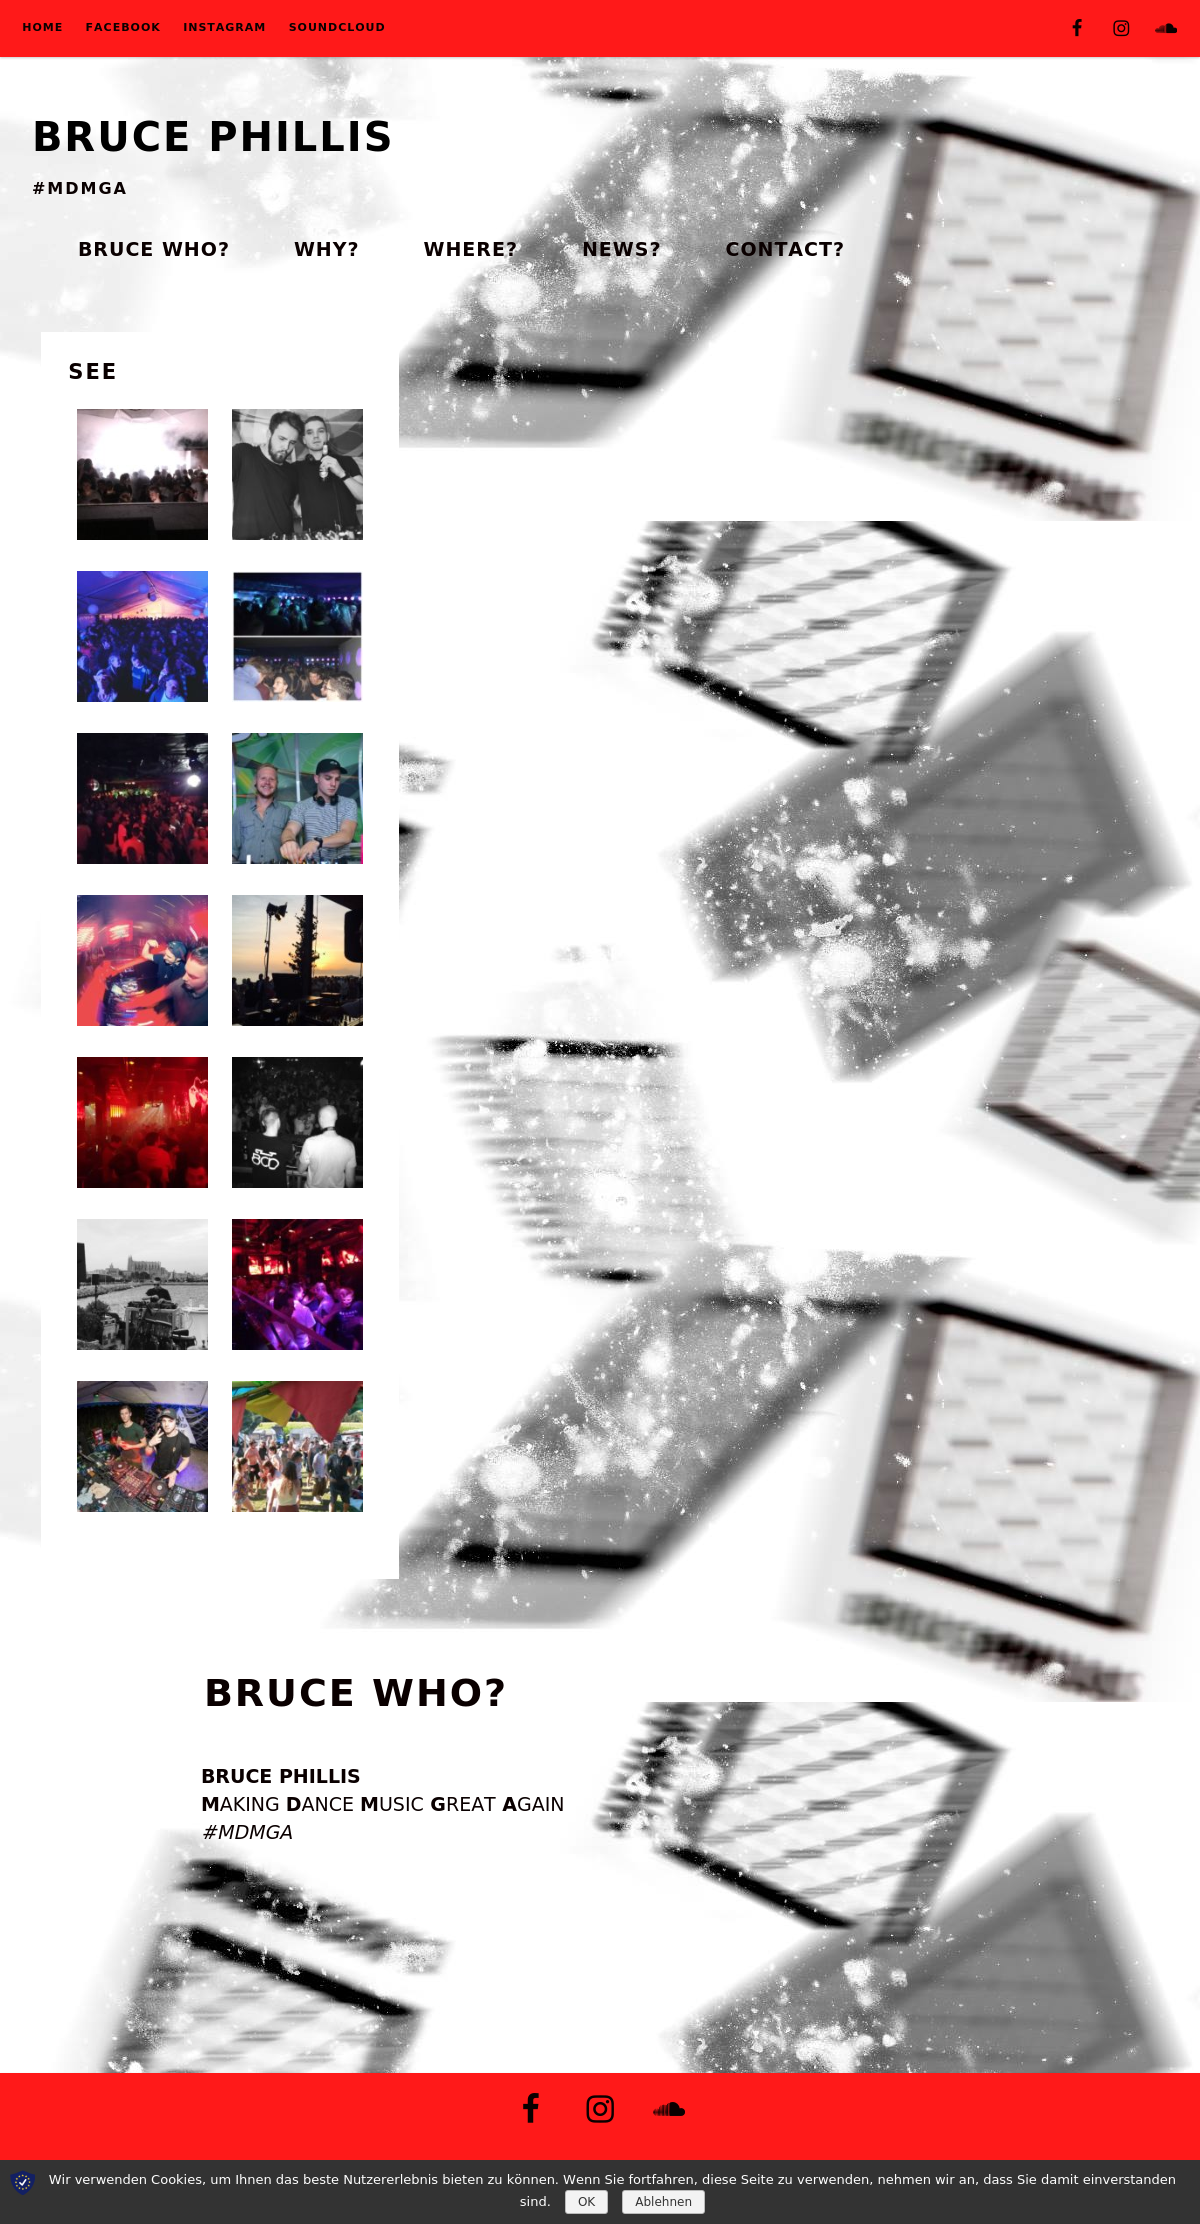 HOME FACEBOOK INSTAGRAM SOUNDCLOUD
BRUCE PHILLIS
#MDMGA
BRUCE WHO? WHY? WHERE? NEWS? CONTACT?
SEE
BRUCE WHO?
BRUCE PHILLIS
MAKING DANCE MUSIC GREAT AGAIN
#MDMGA
Wir verwenden Cookies, um Ihnen das beste Nutzererlebnis bieten zu können. Wenn Sie fortfahren, diese Seite zu verwenden, nehmen wir an, dass Sie damit einverstanden
sind. OK Ablehnen